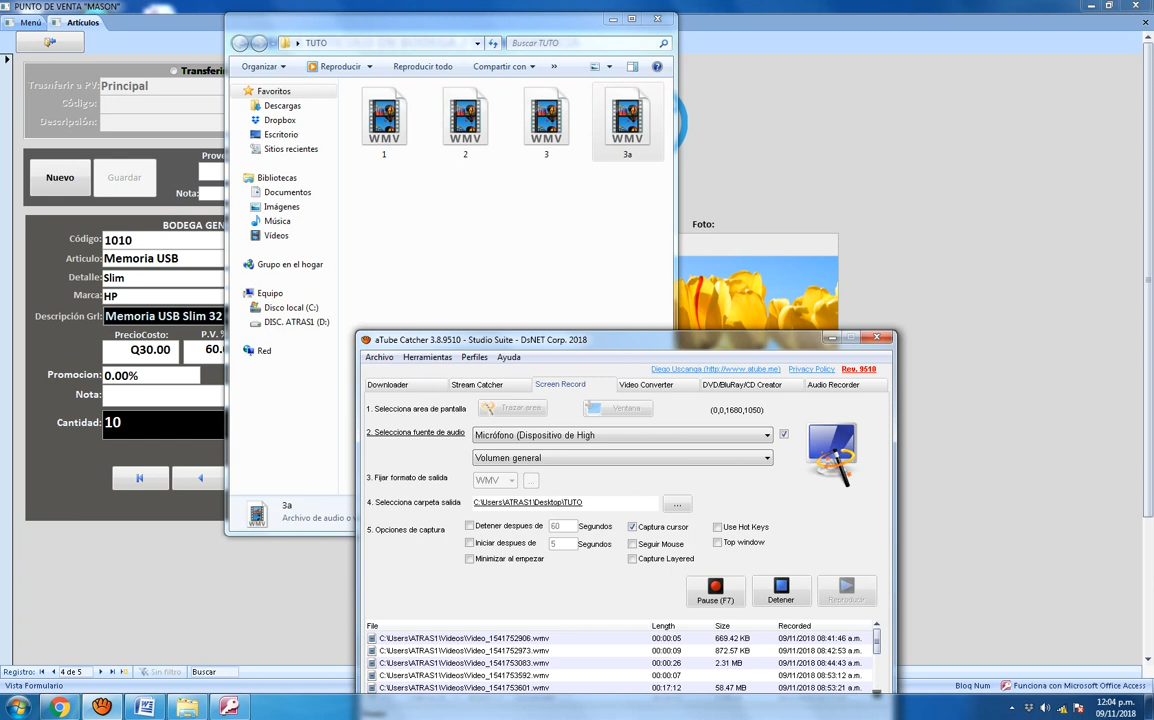 PUNTO DE VENTA "MASON"
Menú
Artículos
Trasnferir a PV:
Principal
Código:
Descripción:
Nuevo
Guardar
Nota:
Código:
1010
Articulo:
Memoria USB
Detalle:
Slim
Marca:
HP
Descripción Grl:
Memoria USB Slim 32
PrecioCosto:
Q30.00
Promocion:
0.00%
Nota:
Cantidad:
10
Foto:
TUTO
Buscar TUTO
Organizar
Reproducir
Reproducir todo
Compartir con
»
Favoritos
Descargas
Dropbox
Escritorio
Sitios recientes
Bibliotecas
Documentos
Imágenes
Música
Vídeos
Grupo en el hogar
Equipo
Disco local (C:)
DISC. ATRAS1 (D:)
Red
WMV
WMV
WMV
WMV
1
2
3
3a
3a
aTube Catcher 3.8.9510 - Studio Suite - DsNET Corp. 2018
Archivo
Herramientas
Perfiles
Ayuda
Diego Uscanga (http://www.atube.me)
Privacy Policy
Rev. 9510
Downloader
Stream Catcher
Screen Record
Video Converter
DVD/BluRay/CD Creator
Audio Recorder
1. Selecciona area de pantalla
Trazar area
Ventana
(0,0,1680,1050)
2. Selecciona fuente de audio
Micrófono (Dispositivo de High
Volumen general
3. Fijar formato de salida
WMV
...
4. Selecciona carpeta salida
C:\Users\ATRAS1\Desktop\TUTO
...
5. Opciones de captura
Detener despues de
60
Segundos
Captura cursor
Use Hot Keys
Iniciar despues de
5
Segundos
Seguir Mouse
Top window
Minimizar al empezar
Capture Layered
Pause (F7)
Detener
Reproducir
File
Length
Size
Recorded
C:\Users\ATRAS1\Videos\Video_1541752906.wmv 00:00:05 669.42 KB 09/11/2018 08:41:46 a.m.
C:\Users\ATRAS1\Videos\Video_1541752973.wmv 00:00:09 872.57 KB 09/11/2018 08:42:53 a.m.
C:\Users\ATRAS1\Videos\Video_1541753083.wmv 00:00:26 2.31 MB 09/11/2018 08:44:43 a.m.
C:\Users\ATRAS1\Videos\Video_1541753592.wmv 00:00:07 09/11/2018 08:53:12 a.m.
C:\Users\ATRAS1\Videos\Video_1541753601.wmv 00:17:12 58.47 MB 09/11/2018 08:53:21 a.m.
Registro:
4 de 5
Sin filtro
Buscar
Vista Formulario
Bloq Num
Funciona con Microsoft Office Access
12:04 p.m.
09/11/2018